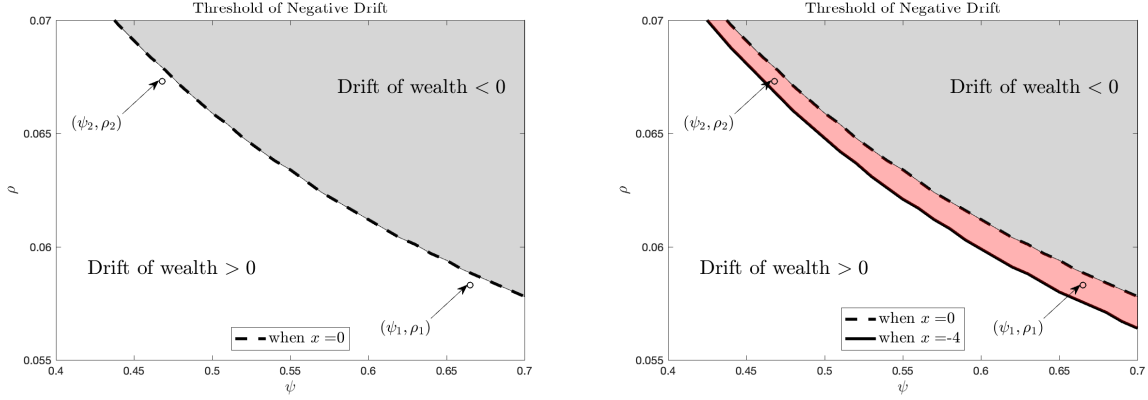 Threshold of Negative Drift
0.07
0.065
0.06
0.055
ρ
Drift of wealth < 0
(ψ₂, ρ₂)
Drift of wealth > 0
(ψ₁, ρ₁)
when x =0
0.4 0.45 0.5 0.55 0.6 0.65 0.7
ψ
Threshold of Negative Drift
0.07
0.065
0.06
0.055
ρ
Drift of wealth < 0
(ψ₂, ρ₂)
Drift of wealth > 0
(ψ₁, ρ₁)
when x =0
when x =-4
0.4 0.45 0.5 0.55 0.6 0.65 0.7
ψ